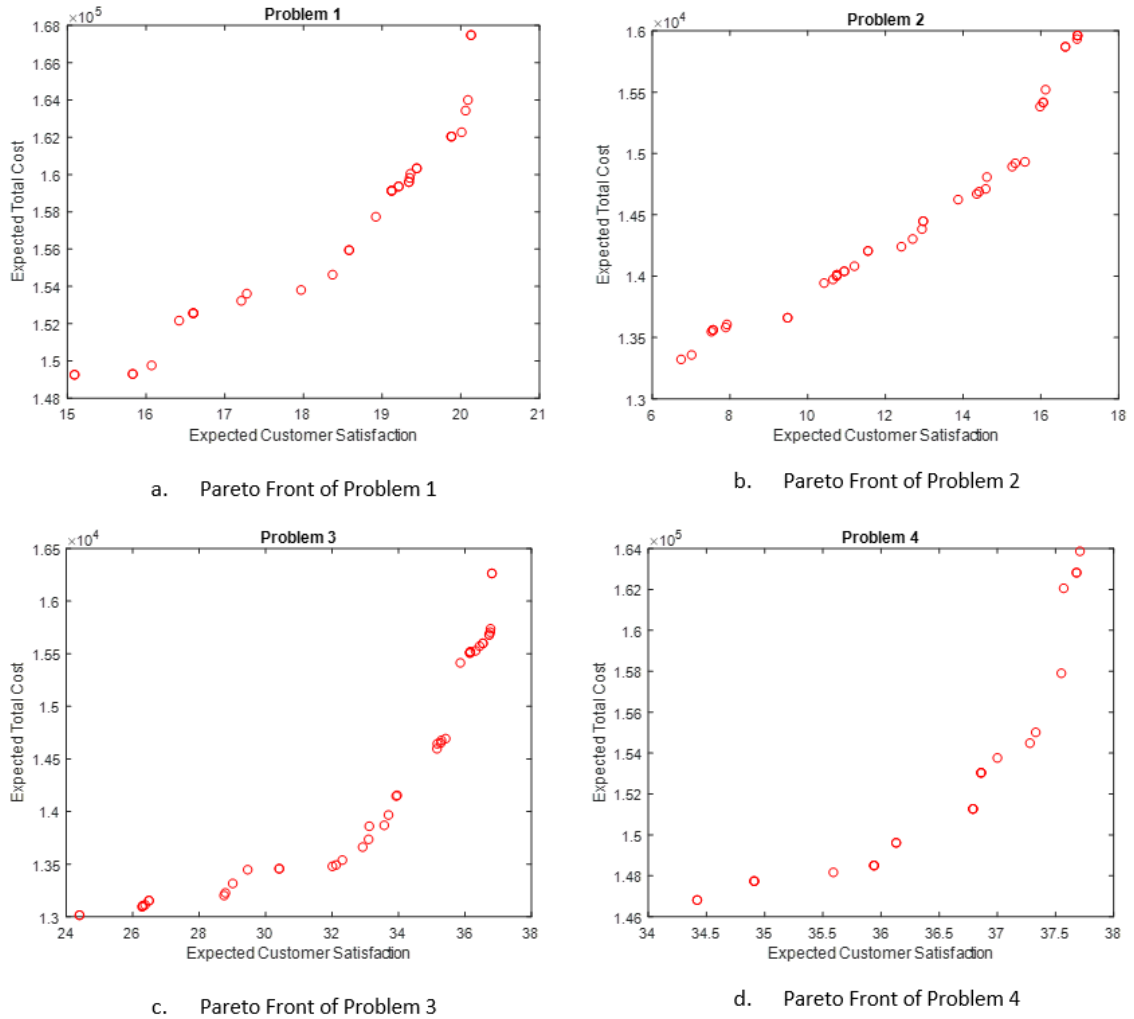 Problem 1
×10^5
1.68
1.66
1.64
1.62
1.6
1.58
1.56
1.54
1.52
1.5
1.48
Expected Total Cost
15 16 17 18 19 20 21
Expected Customer Satisfaction
a. Pareto Front of Problem 1
Problem 2
×10^4
1.6
1.55
1.5
1.45
1.4
1.35
1.3
Expected Total Cost
6 8 10 12 14 16 18
Expected Customer Satisfaction
b. Pareto Front of Problem 2
Problem 3
×10^4
1.65
1.6
1.55
1.5
1.45
1.4
1.35
1.3
Expected Total Cost
24 26 28 30 32 34 36 38
Expected Customer Satisfaction
c. Pareto Front of Problem 3
Problem 4
×10^5
1.64
1.62
1.6
1.58
1.56
1.54
1.52
1.5
1.48
1.46
Expected Total Cost
34 34.5 35 35.5 36 36.5 37 37.5 38
Expected Customer Satisfaction
d. Pareto Front of Problem 4